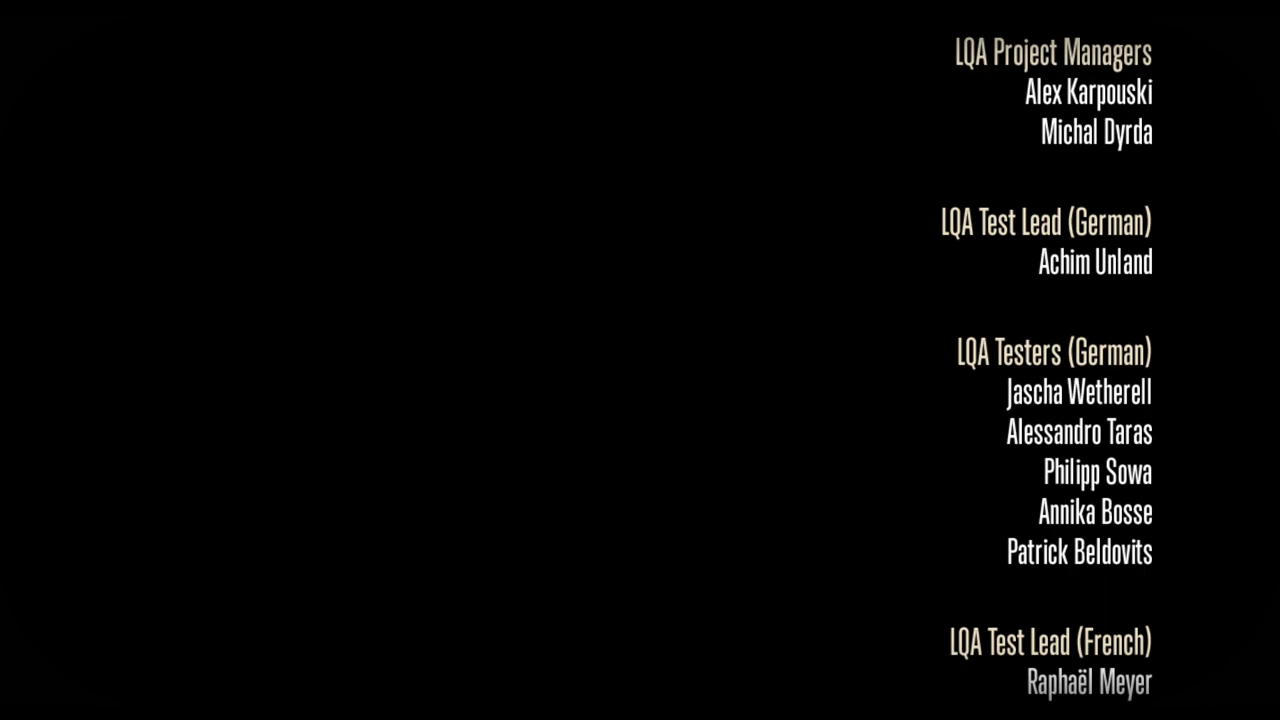 LQA Project Managers
Alex Karpouski
Michal Dyrda
LQA Test Lead (German)
Achim Unland
LQA Testers (German)
Jascha Wetherell
Alessandro Taras
Philipp Sowa
Annika Bosse
Patrick Beldovits
LQA Test Lead (French)
Raphaël Meyer